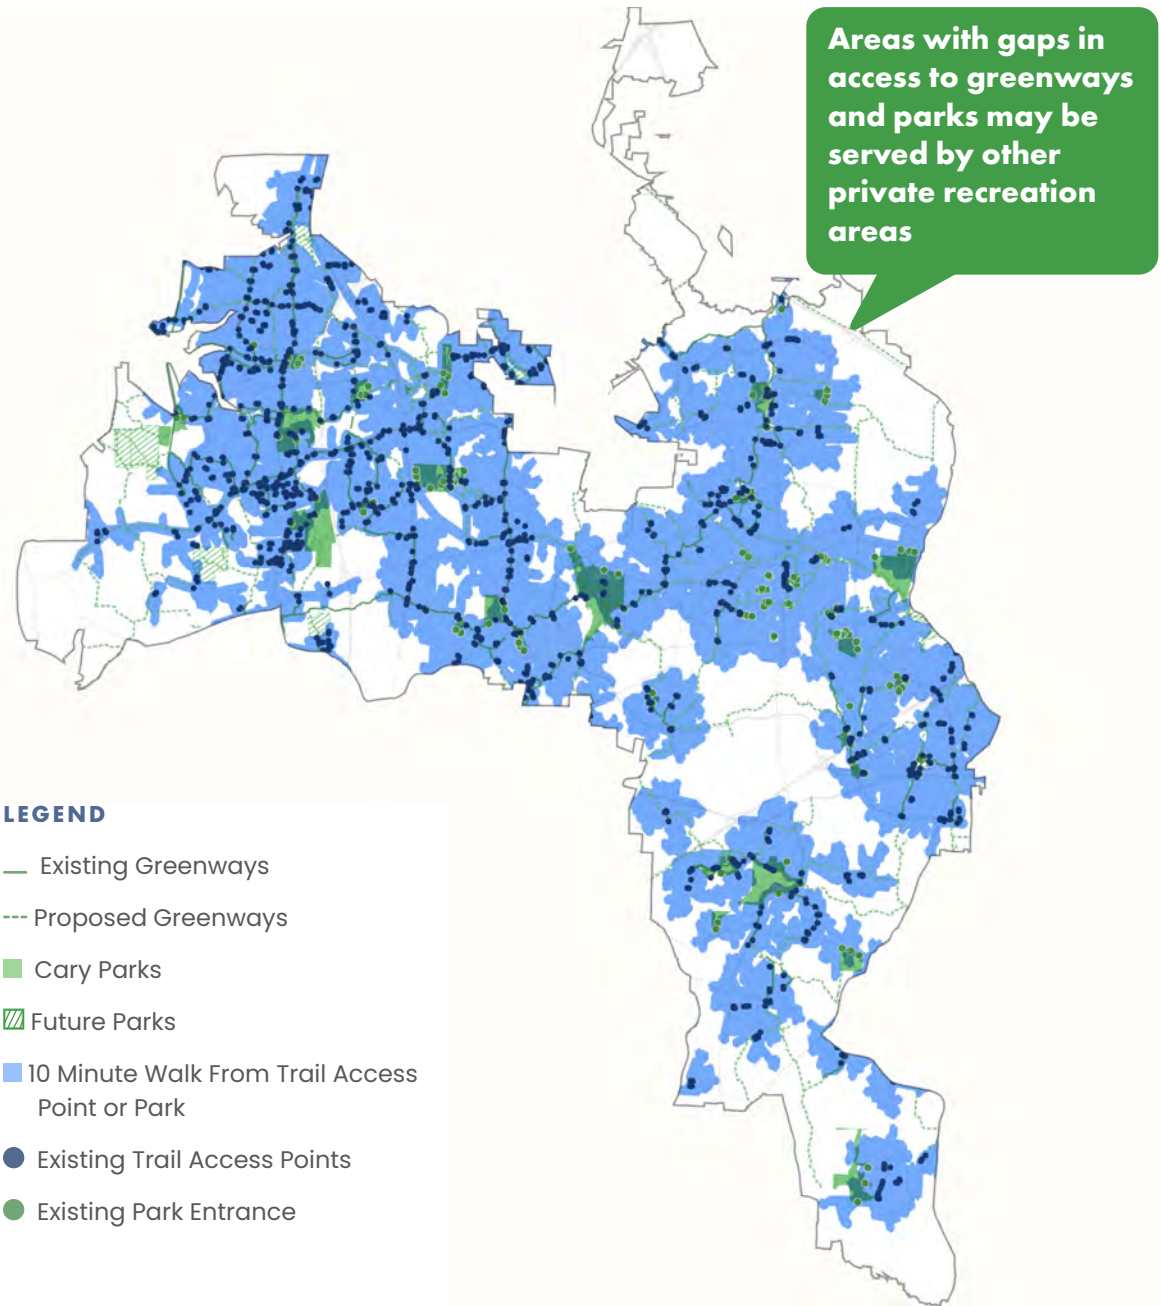 Areas with gaps in
access to greenways
and parks may be
served by other
private recreation
areas
LEGEND
Existing Greenways
Proposed Greenways
Cary Parks
Future Parks
10 Minute Walk From Trail Access
Point or Park
Existing Trail Access Points
Existing Park Entrance